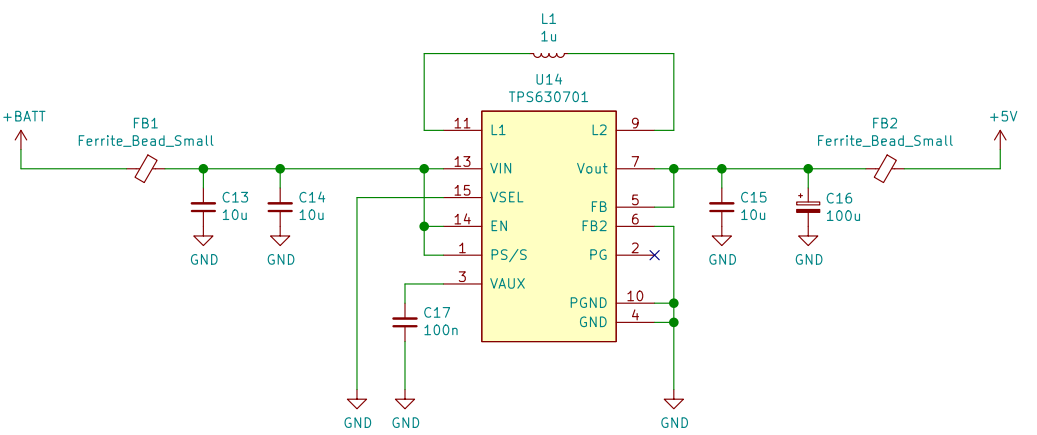 L1
1u
U14
TPS630701
+BATT
FB1
Ferrite_Bead_Small
FB2
Ferrite_Bead_Small
+5V
11 L1
L2 9
13 VIN
Vout 7
15 VSEL
FB 5
14 EN
FB2 6
1 PS/S
PG 2
3 VAUX
PGND 10
GND 4
C13
10u
C14
10u
C15
10u
+
C16
100u
GND
GND
GND
GND
C17
100n
GND
GND
GND